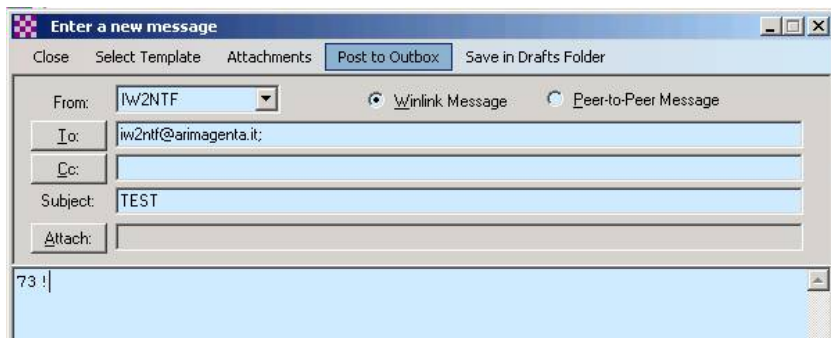 Enter a new message
Close Select Template Attachments Post to Outbox Save in Drafts Folder
From: IW2NTF Winlink Message Peer-to-Peer Message
To: iw2ntf@arimagenta.it;
Cc:
Subject: TEST
Attach:
73 !